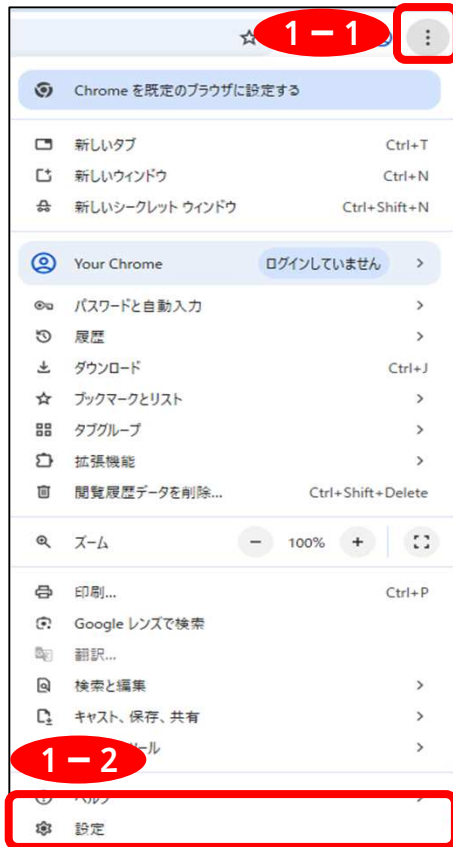 1－1
Chrome を既定のブラウザに設定する
新しいタブ Ctrl+T
新しいウィンドウ Ctrl+N
新しいシークレット ウィンドウ Ctrl+Shift+N
Your Chrome ログインしていません
パスワードと自動入力
履歴
ダウンロード Ctrl+J
ブックマークとリスト
タブグループ
拡張機能
閲覧履歴データを削除... Ctrl+Shift+Delete
ズーム － 100% +
印刷... Ctrl+P
Google レンズで検索
翻訳...
検索と編集
キャスト、保存、共有
1－2
設定